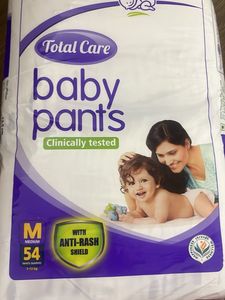 Total Care
baby
pants
Clinically tested
M
MEDIUM
54
WITH
ANTI-RASH
SHIELD